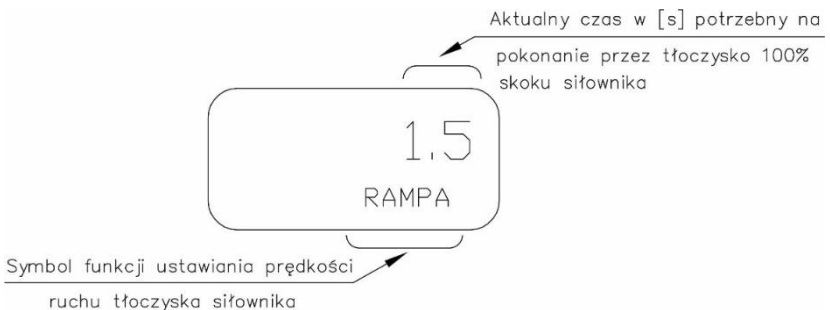 Aktualny czas w [s] potrzebny na
pokonanie przez tłoczysko 100%
skoku siłownika
1.5
RAMPA
Symbol funkcji ustawiania prędkości
ruchu tłoczyska siłownika